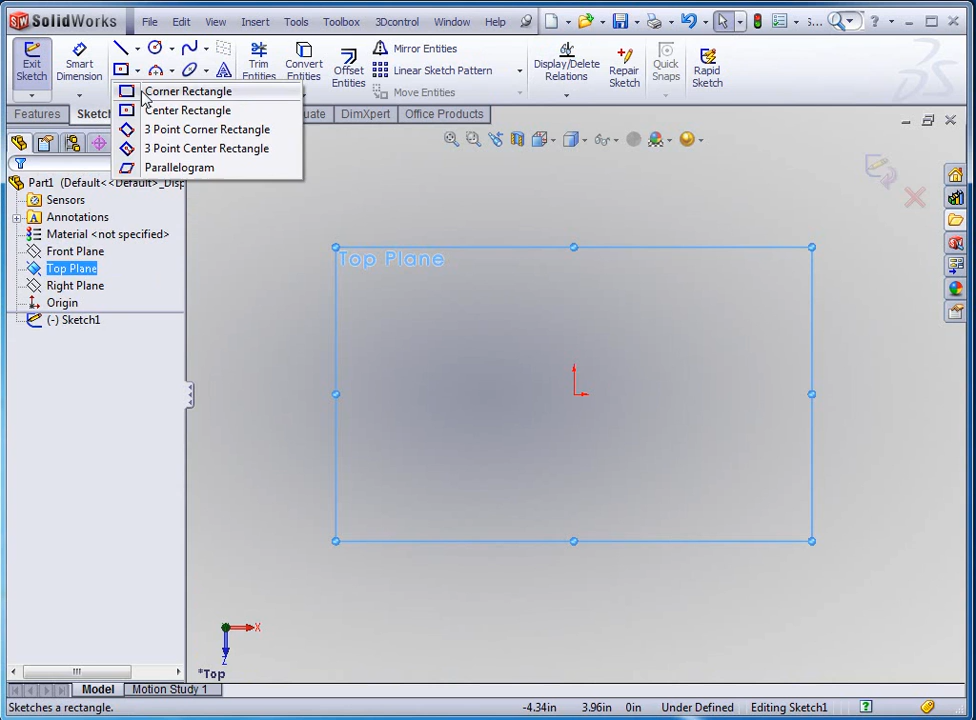 SolidWorks File Edit View Insert Tools Toolbox 3Dcontrol Window Help S... ?
Exit Sketch
Smart Dimension
Trim Entities
Convert Entities
Offset Entities
Mirror Entities
Linear Sketch Pattern
Move Entities
Display/Delete Relations
Repair Sketch
Quick Snaps
Rapid Sketch
Corner Rectangle
Center Rectangle
3 Point Corner Rectangle
3 Point Center Rectangle
Parallelogram
Features Sketc uate DimXpert Office Products
Part1 (Default<<Default>_Disp
Sensors
Annotations
Material <not specified>
Front Plane
Top Plane
Right Plane
Origin
(-) Sketch1
Top Plane
X
Z
*Top
Model Motion Study 1
Sketches a rectangle. -4.34in 3.96in 0in Under Defined Editing Sketch1 ?